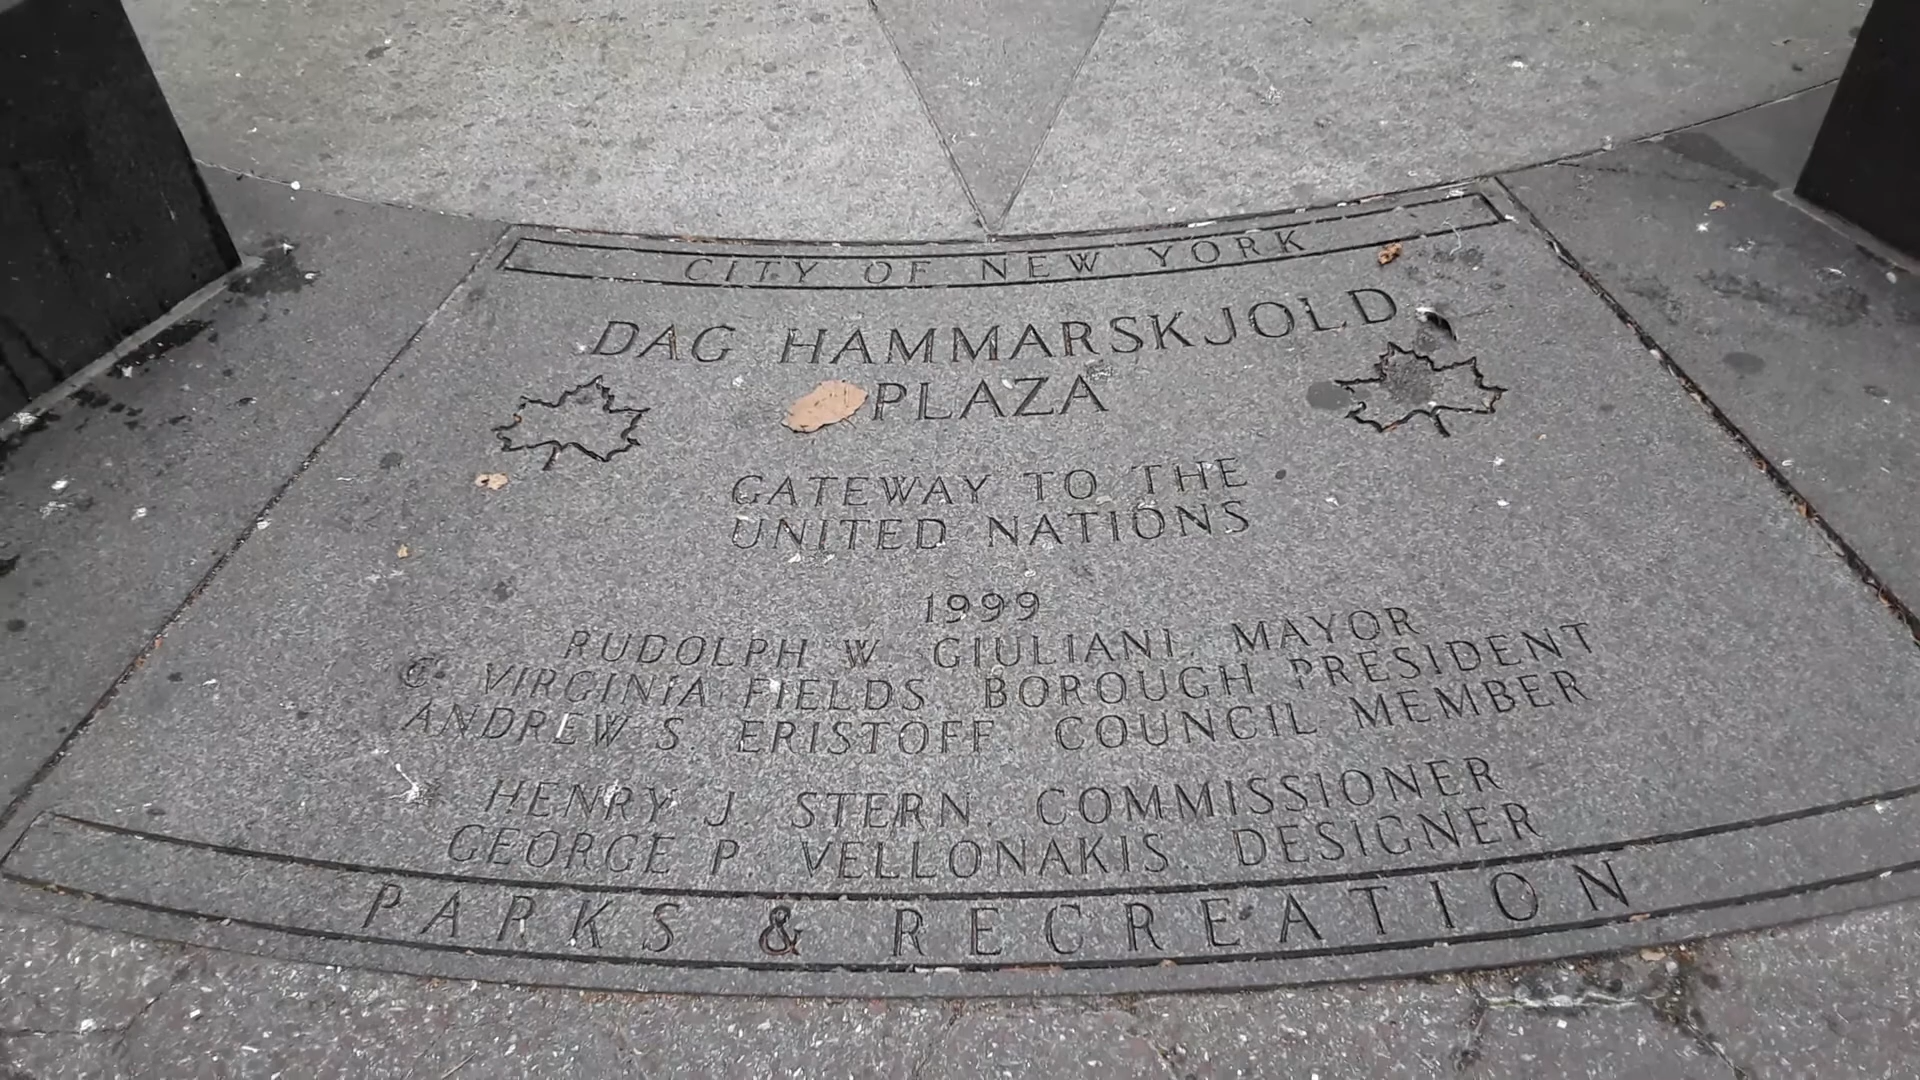 CITY OF NEW YORK
DAG HAMMARSKJOLD
PLAZA
GATEWAY TO THE
UNITED NATIONS
1999
RUDOLPH W. GIULIANI, MAYOR
C. VIRGINIA FIELDS, BOROUGH PRESIDENT
ANDREW S. ERISTOFF, COUNCIL MEMBER
HENRY J. STERN, COMMISSIONER
GEORGE P. VELLONAKIS, DESIGNER
PARKS & RECREATION